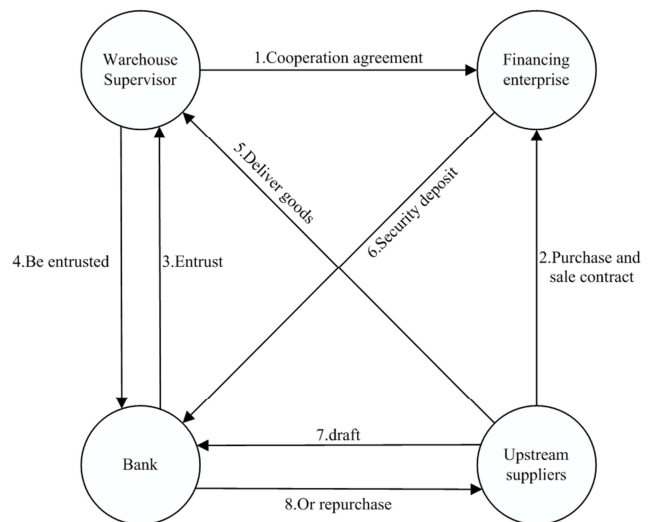 Warehouse
Supervisor
1.Cooperation agreement
Financing
enterprise
5.Deliver goods
6.Security deposit
4.Be entrusted
3.Entrust
2.Purchase and
sale contract
Bank
7.draft
8.Or repurchase
Upstream
suppliers